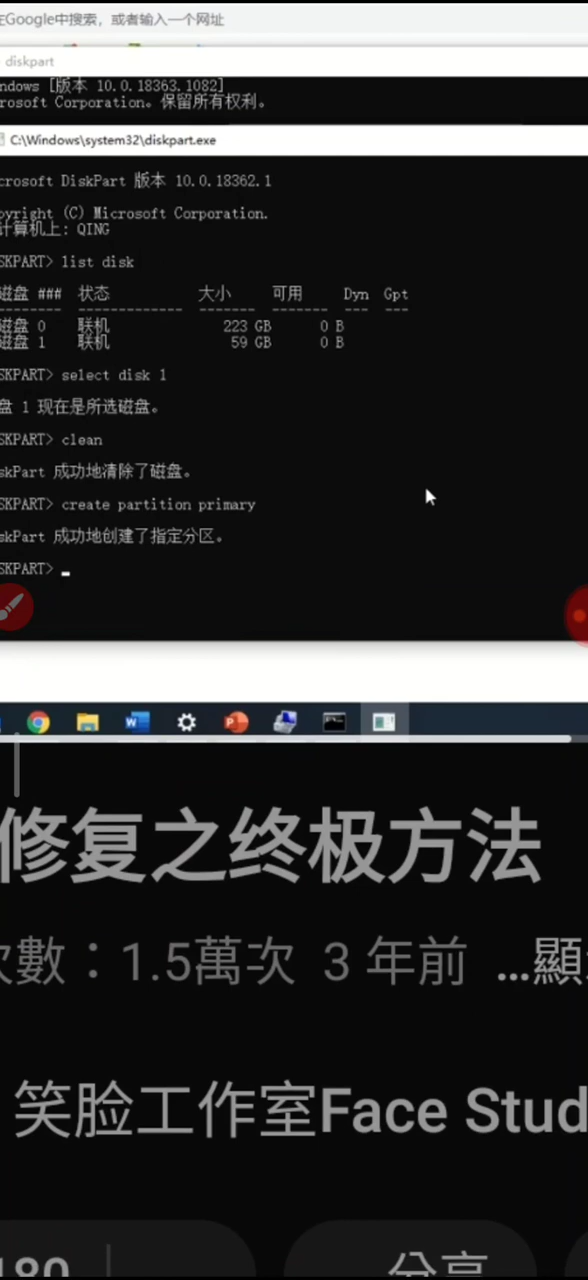 在Google中搜索，或者输入一个网址
diskpart
ndows [版本 10.0.18363.1082]
rosoft Corporation。保留所有权利。
C:\Windows\system32\diskpart.exe
crosoft DiskPart 版本 10.0.18362.1
pyright (C) Microsoft Corporation.
计算机上: QING
SKPART> list disk
磁盘 ### 状态 大小 可用 Dyn Gpt
-------- ------------- ------- ------- --- ---
磁盘 0 联机 223 GB 0 B
磁盘 1 联机 59 GB 0 B
SKPART> select disk 1
盘 1 现在是所选磁盘。
SKPART> clean
skPart 成功地清除了磁盘。
SKPART> create partition primary
skPart 成功地创建了指定分区。
SKPART>
修复之终极方法
次數：1.5萬次 3 年前 ...顯
笑脸工作室Face Stud
180
分享